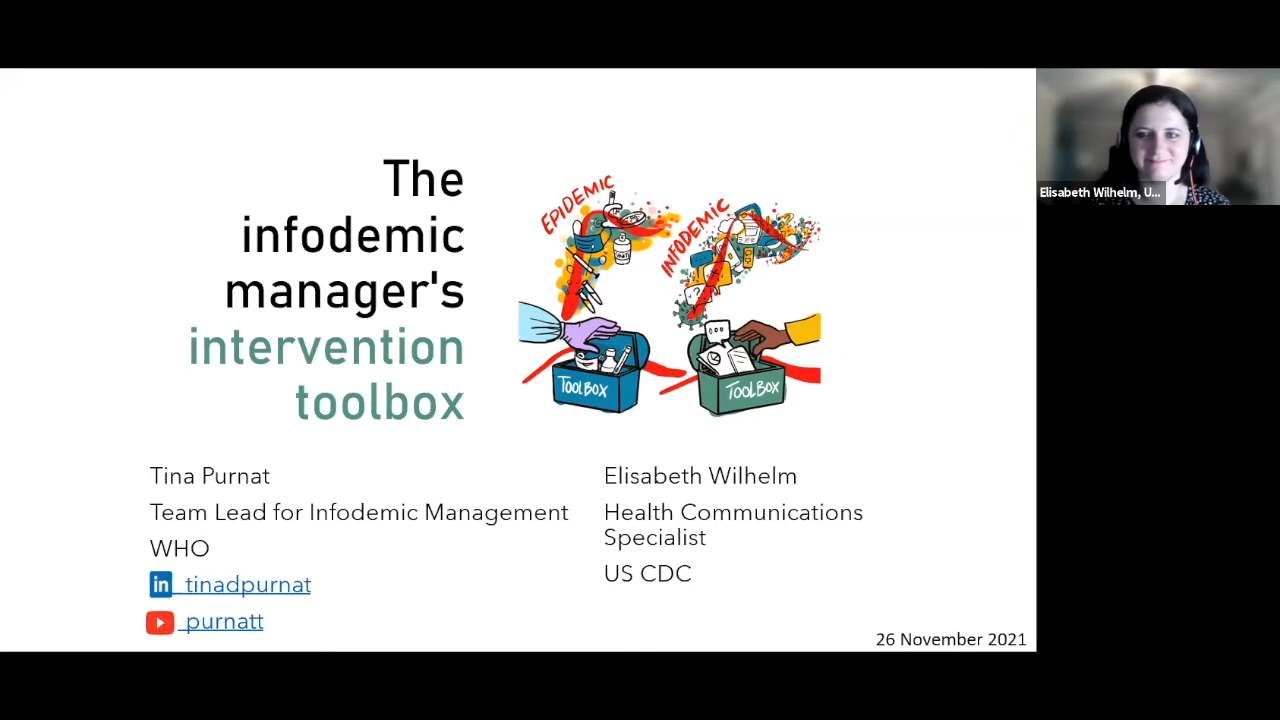 The
infodemic
manager's
intervention
toolbox
EPIDEMIC
INFODEMIC
TOOLBOX
TOOLBOX
Tina Purnat
Team Lead for Infodemic Management
WHO
in tinadpurnat
purnatt
Elisabeth Wilhelm
Health Communications
Specialist
US CDC
26 November 2021
Elisabeth Wilhelm, U...